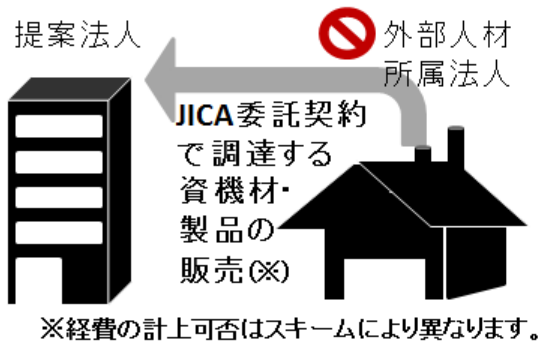 提案法人
外部人材
所属法人
JICA委託契約
で調達する
資機材・
製品の
販売(※)
※経費の計上可否はスキームにより異なります。